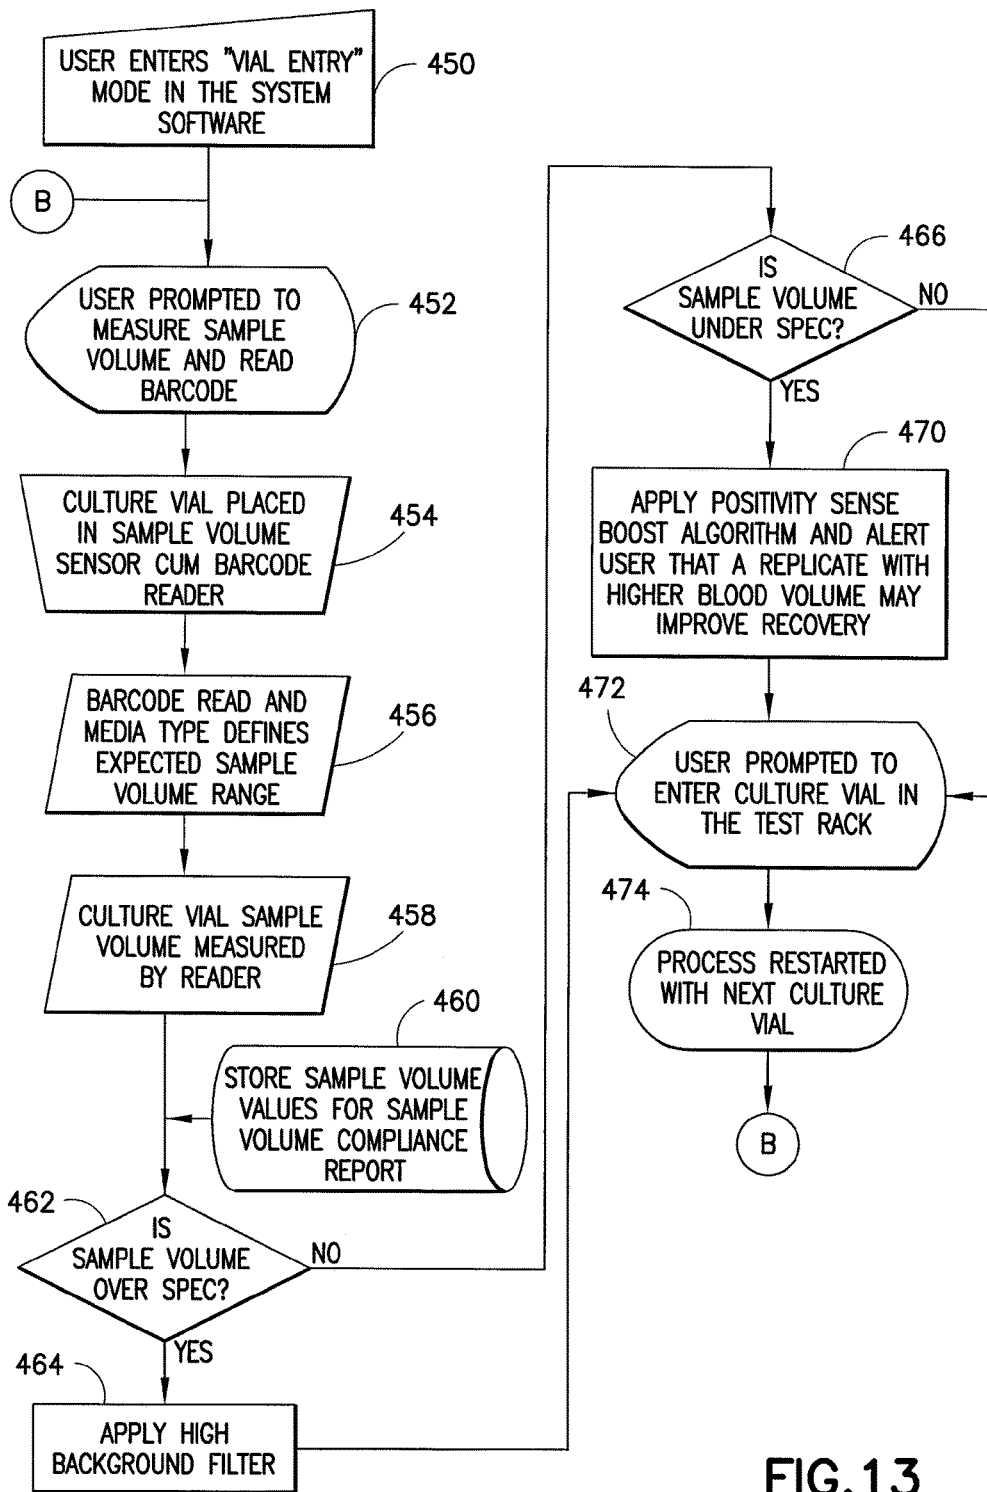 USER ENTERS "VIAL ENTRY"
MODE IN THE SYSTEM
SOFTWARE
450
B
USER PROMPTED TO
MEASURE SAMPLE
VOLUME AND READ
BARCODE
452
CULTURE VIAL PLACED
IN SAMPLE VOLUME
SENSOR CUM BARCODE
READER
454
BARCODE READ AND
MEDIA TYPE DEFINES
EXPECTED SAMPLE
VOLUME RANGE
456
CULTURE VIAL SAMPLE
VOLUME MEASURED
BY READER
458
460
STORE SAMPLE VOLUME
VALUES FOR SAMPLE
VOLUME COMPLIANCE
REPORT
462
IS
SAMPLE VOLUME
OVER SPEC?
NO
YES
464
APPLY HIGH
BACKGROUND FILTER
466
IS
SAMPLE VOLUME
UNDER SPEC?
NO
YES
470
APPLY POSITIVITY SENSE
BOOST ALGORITHM AND ALERT
USER THAT A REPLICATE WITH
HIGHER BLOOD VOLUME MAY
IMPROVE RECOVERY
472
USER PROMPTED TO
ENTER CULTURE VIAL IN
THE TEST RACK
474
PROCESS RESTARTED
WITH NEXT CULTURE
VIAL
B
FIG.13